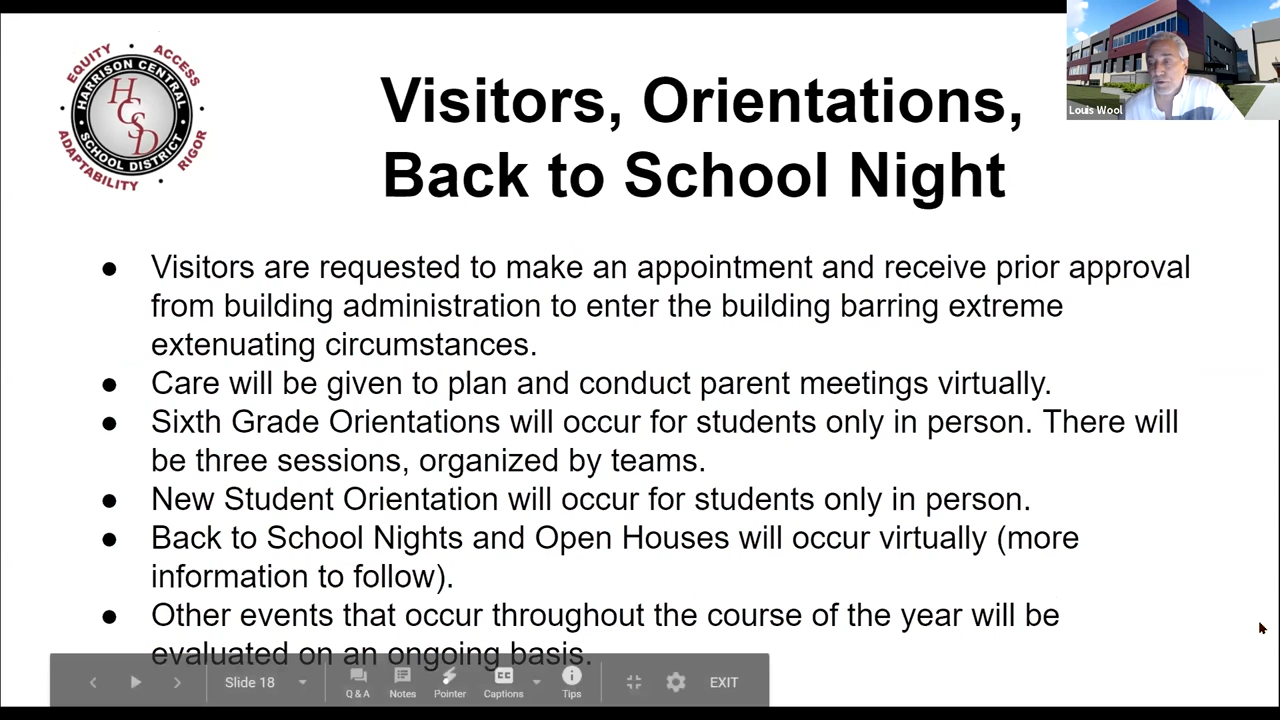 EQUITY • ACCESS
HARRISON CENTRAL
HCSD
SCHOOL DISTRICT
ADAPTABILITY • RIGOR
Louis Wool
Visitors, Orientations,
Back to School Night
● Visitors are requested to make an appointment and receive prior approval
from building administration to enter the building barring extreme
extenuating circumstances.
● Care will be given to plan and conduct parent meetings virtually.
● Sixth Grade Orientations will occur for students only in person. There will
be three sessions, organized by teams.
● New Student Orientation will occur for students only in person.
● Back to School Nights and Open Houses will occur virtually (more
information to follow).
● Other events that occur throughout the course of the year will be
evaluated on an ongoing basis.
Slide 18 Q & A Notes Pointer CC Captions Tips EXIT